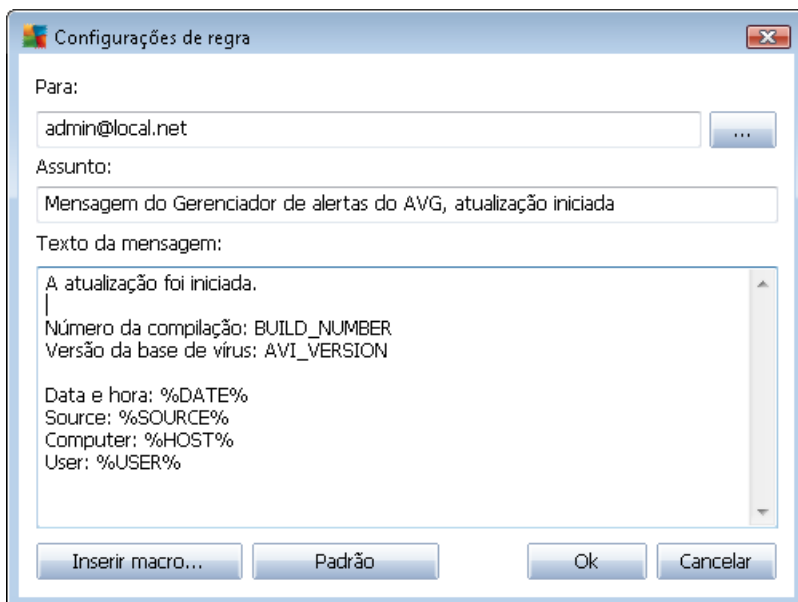 Configurações de regra
Para:
admin@local.net
...
Assunto:
Mensagem do Gerenciador de alertas do AVG, atualização iniciada
Texto da mensagem:
A atualização foi iniciada.
Número da compilação: BUILD_NUMBER
Versão da base de vírus: AVI_VERSION
Data e hora: %DATE%
Source: %SOURCE%
Computer: %HOST%
User: %USER%
Inserir macro... Padrão Ok Cancelar